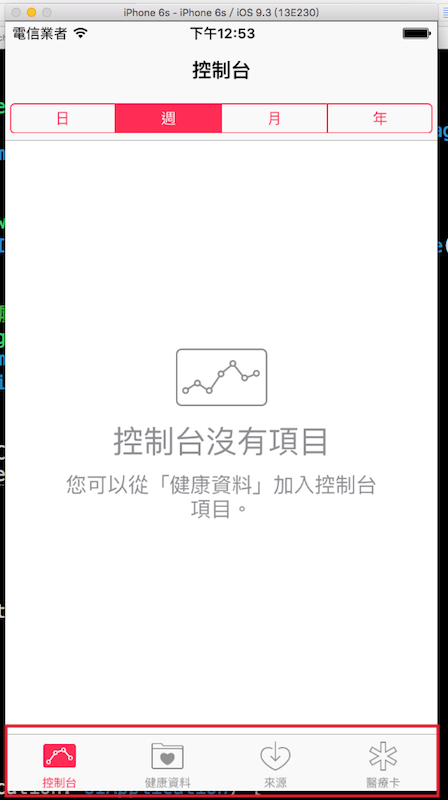 iPhone 6s - iPhone 6s / iOS 9.3 (13E230)
電信業者 下午12:53
控制台
日 週 月 年
控制台沒有項目
您可以從「健康資料」加入控制台
項目。
控制台 健康資料 來源 醫療卡